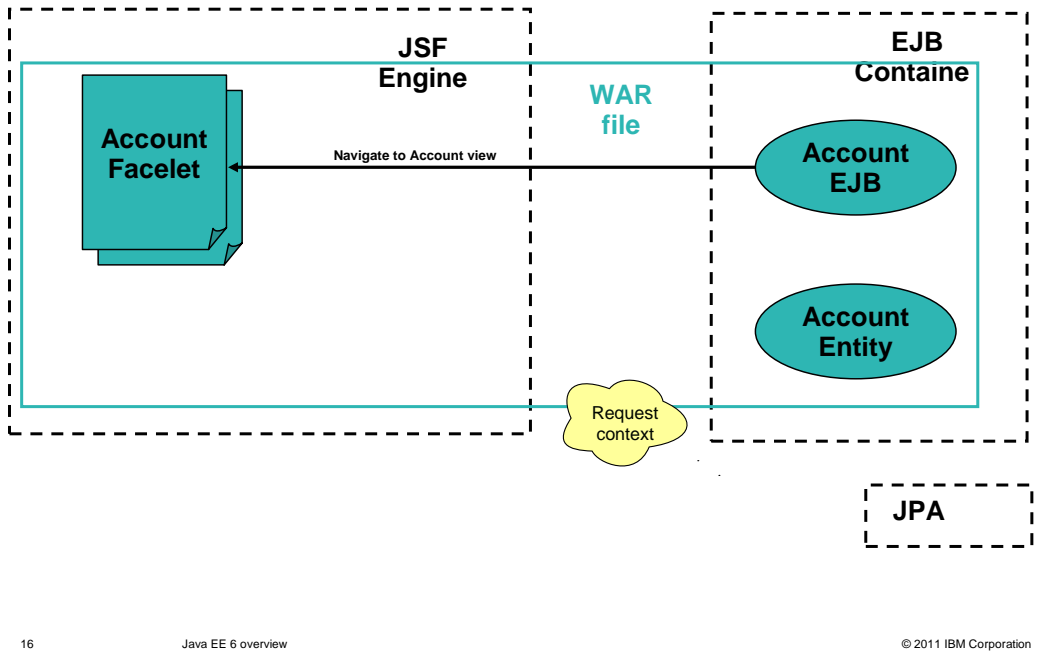 JSF
Engine
EJB
Containe
WAR
file
Account
Facelet
Navigate to Account view
Account
EJB
Account
Entity
Request
context
JPA
16
Java EE 6 overview
© 2011 IBM Corporation